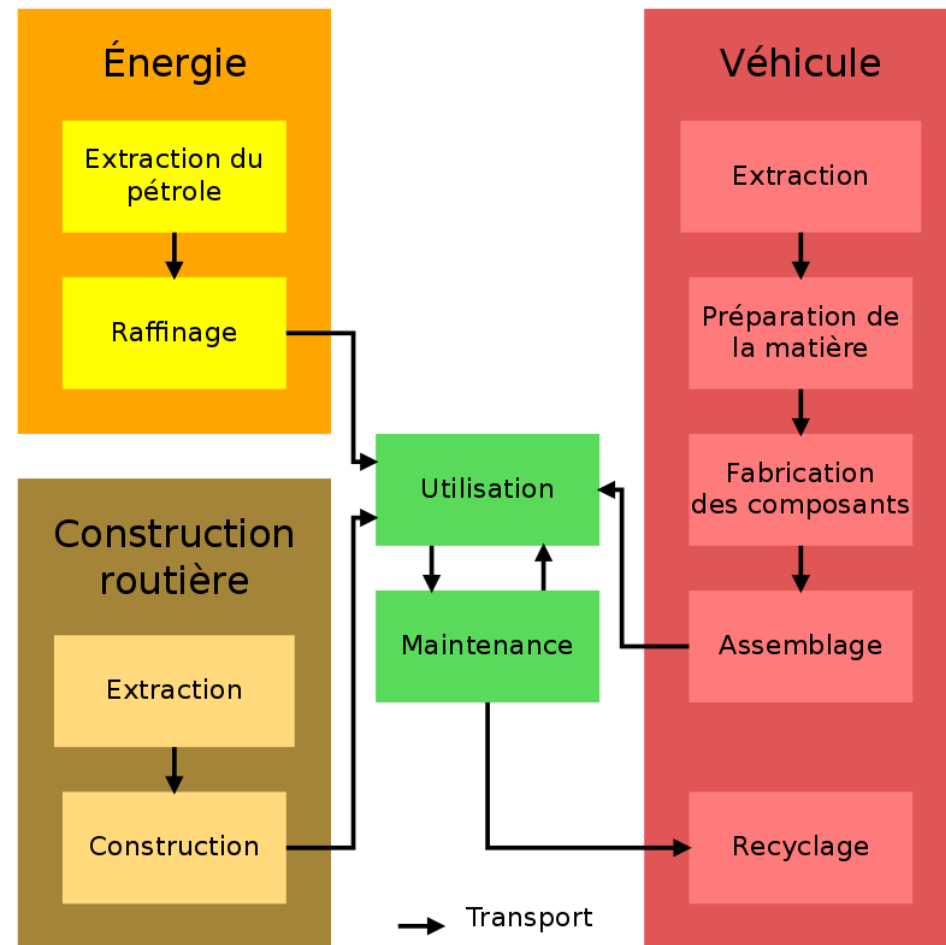 Énergie
Extraction du
pétrole
Raffinage
Construction
routière
Extraction
Construction
Utilisation
Maintenance
Véhicule
Extraction
Préparation de
la matière
Fabrication
des composants
Assemblage
Recyclage
Transport